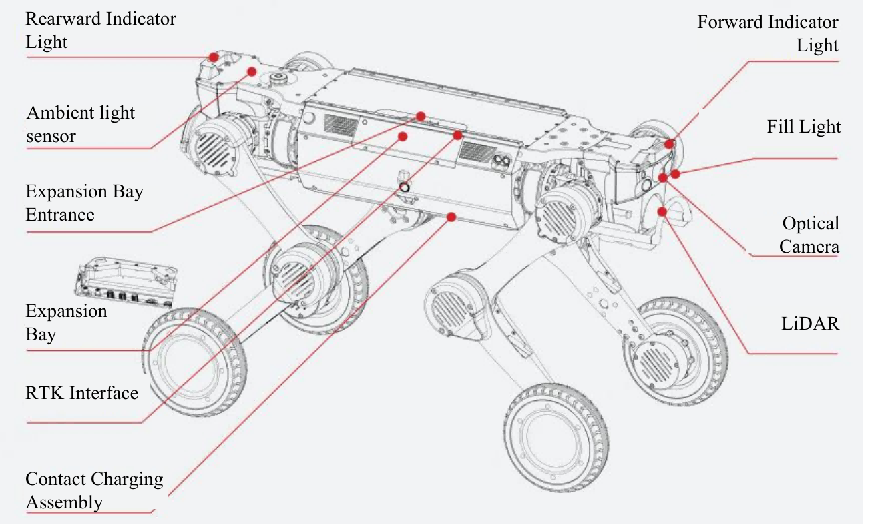 Rearward Indicator
Light
Ambient light
sensor
Expansion Bay
Entrance
Expansion
Bay
RTK Interface
Contact Charging
Assembly
Forward Indicator
Light
Fill Light
Optical
Camera
LiDAR